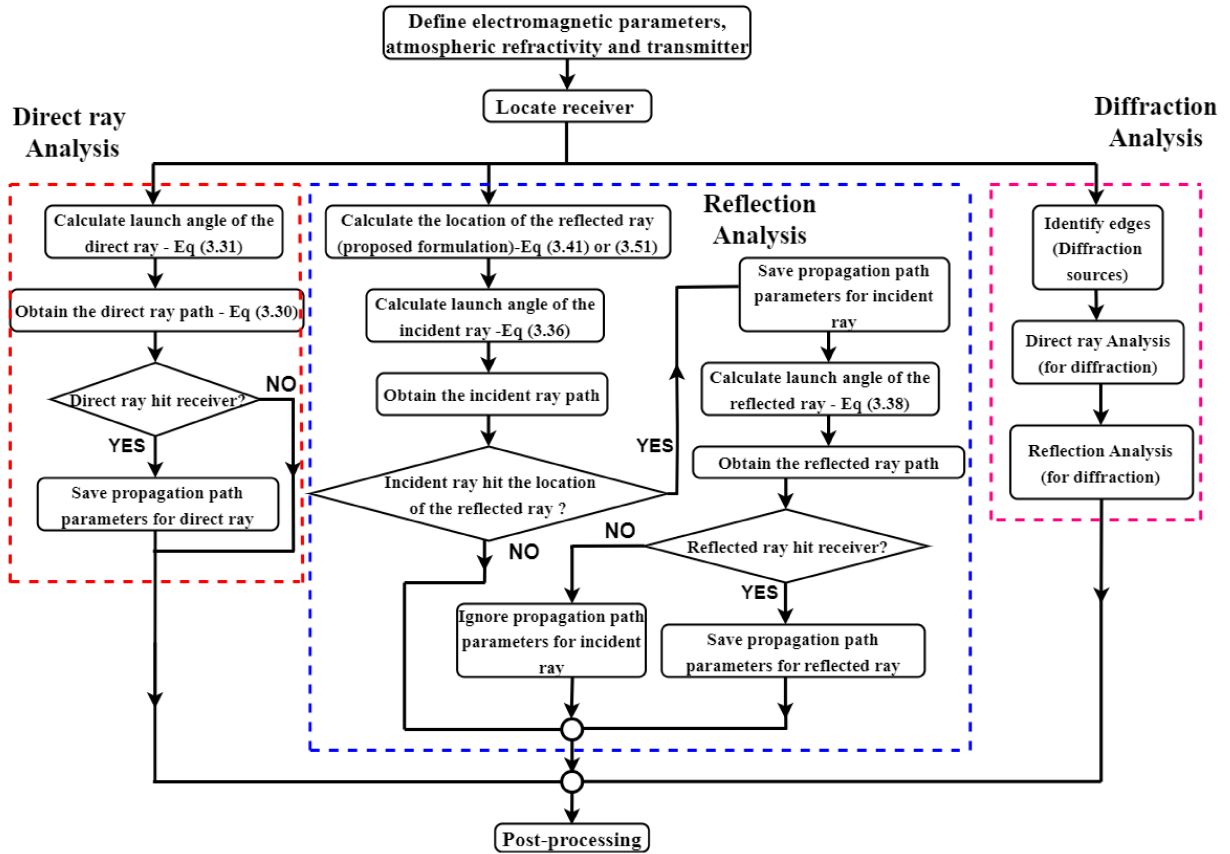 Define electromagnetic parameters,
atmospheric refractivity and transmitter
Locate receiver
Direct ray
Analysis
Calculate launch angle of the
direct ray - Eq (3.31)
Obtain the direct ray path - Eq (3.30)
Direct ray hit receiver?
NO
YES
Save propagation path
parameters for direct ray
Reflection
Analysis
Calculate the location of the reflected ray
(proposed formulation)-Eq (3.41) or (3.51)
Calculate launch angle of the
incident ray -Eq (3.36)
Obtain the incident ray path
Incident ray hit the location
of the reflected ray ?
YES
NO
Save propagation path
parameters for incident
ray
Calculate launch angle of the
reflected ray - Eq (3.38)
Obtain the reflected ray path
Reflected ray hit receiver?
NO
YES
Ignore propagation path
parameters for incident
ray
Save propagation path
parameters for reflected ray
Diffraction
Analysis
Identify edges
(Diffraction
sources)
Direct ray Analysis
(for diffraction)
Reflection Analysis
(for diffraction)
Post-processing